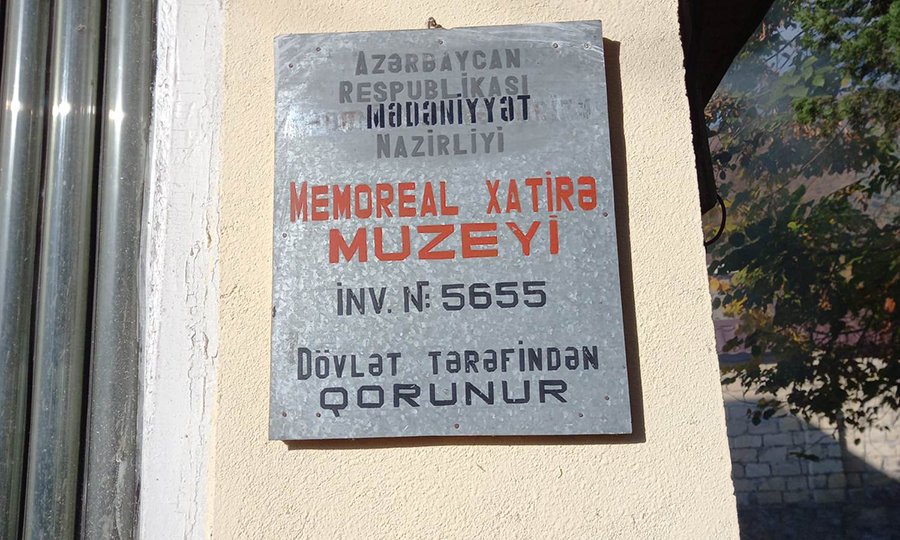 AZƏRBAYCAN
RESPUBLİKASI
MƏDƏNİYYƏT
NAZİRLİYİ
MEMOREAL XATİRƏ
MUZEYİ
İNV. №: 5655
DÖVLƏT TƏRƏFİNDƏN
QORUNUR